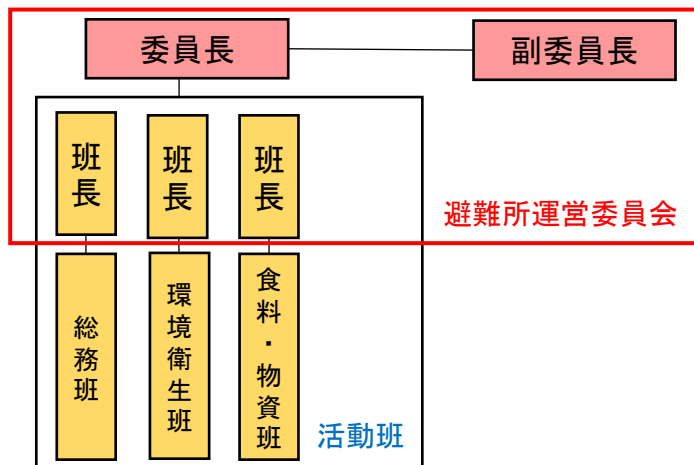 委員長
副委員長
班長
班長
班長
避難所運営委員会
総務班
環境衛生班
食料・物資班
活動班